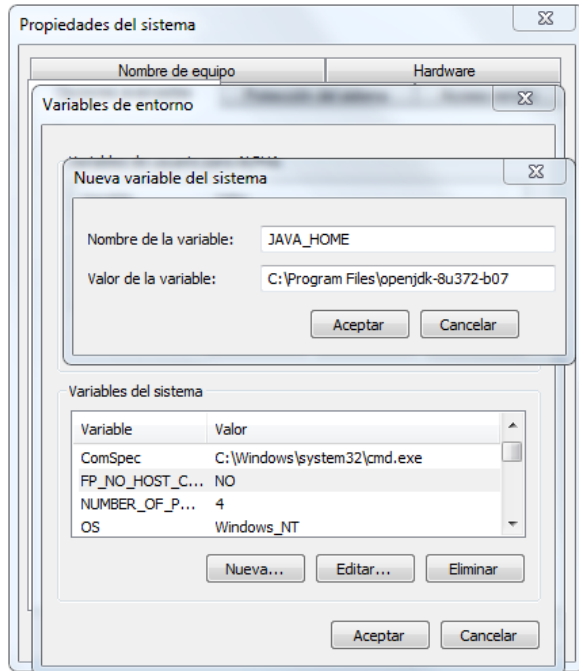 Propiedades del sistema
Nombre de equipo Hardware
Variables de entorno
Nueva variable del sistema
Nombre de la variable: JAVA_HOME
Valor de la variable: C:\Program Files\openjdk-8u372-b07
Aceptar Cancelar
Variables del sistema
Variable Valor
ComSpec C:\Windows\system32\cmd.exe
FP_NO_HOST_C... NO
NUMBER_OF_P... 4
OS Windows_NT
Nueva... Editar... Eliminar
Aceptar Cancelar